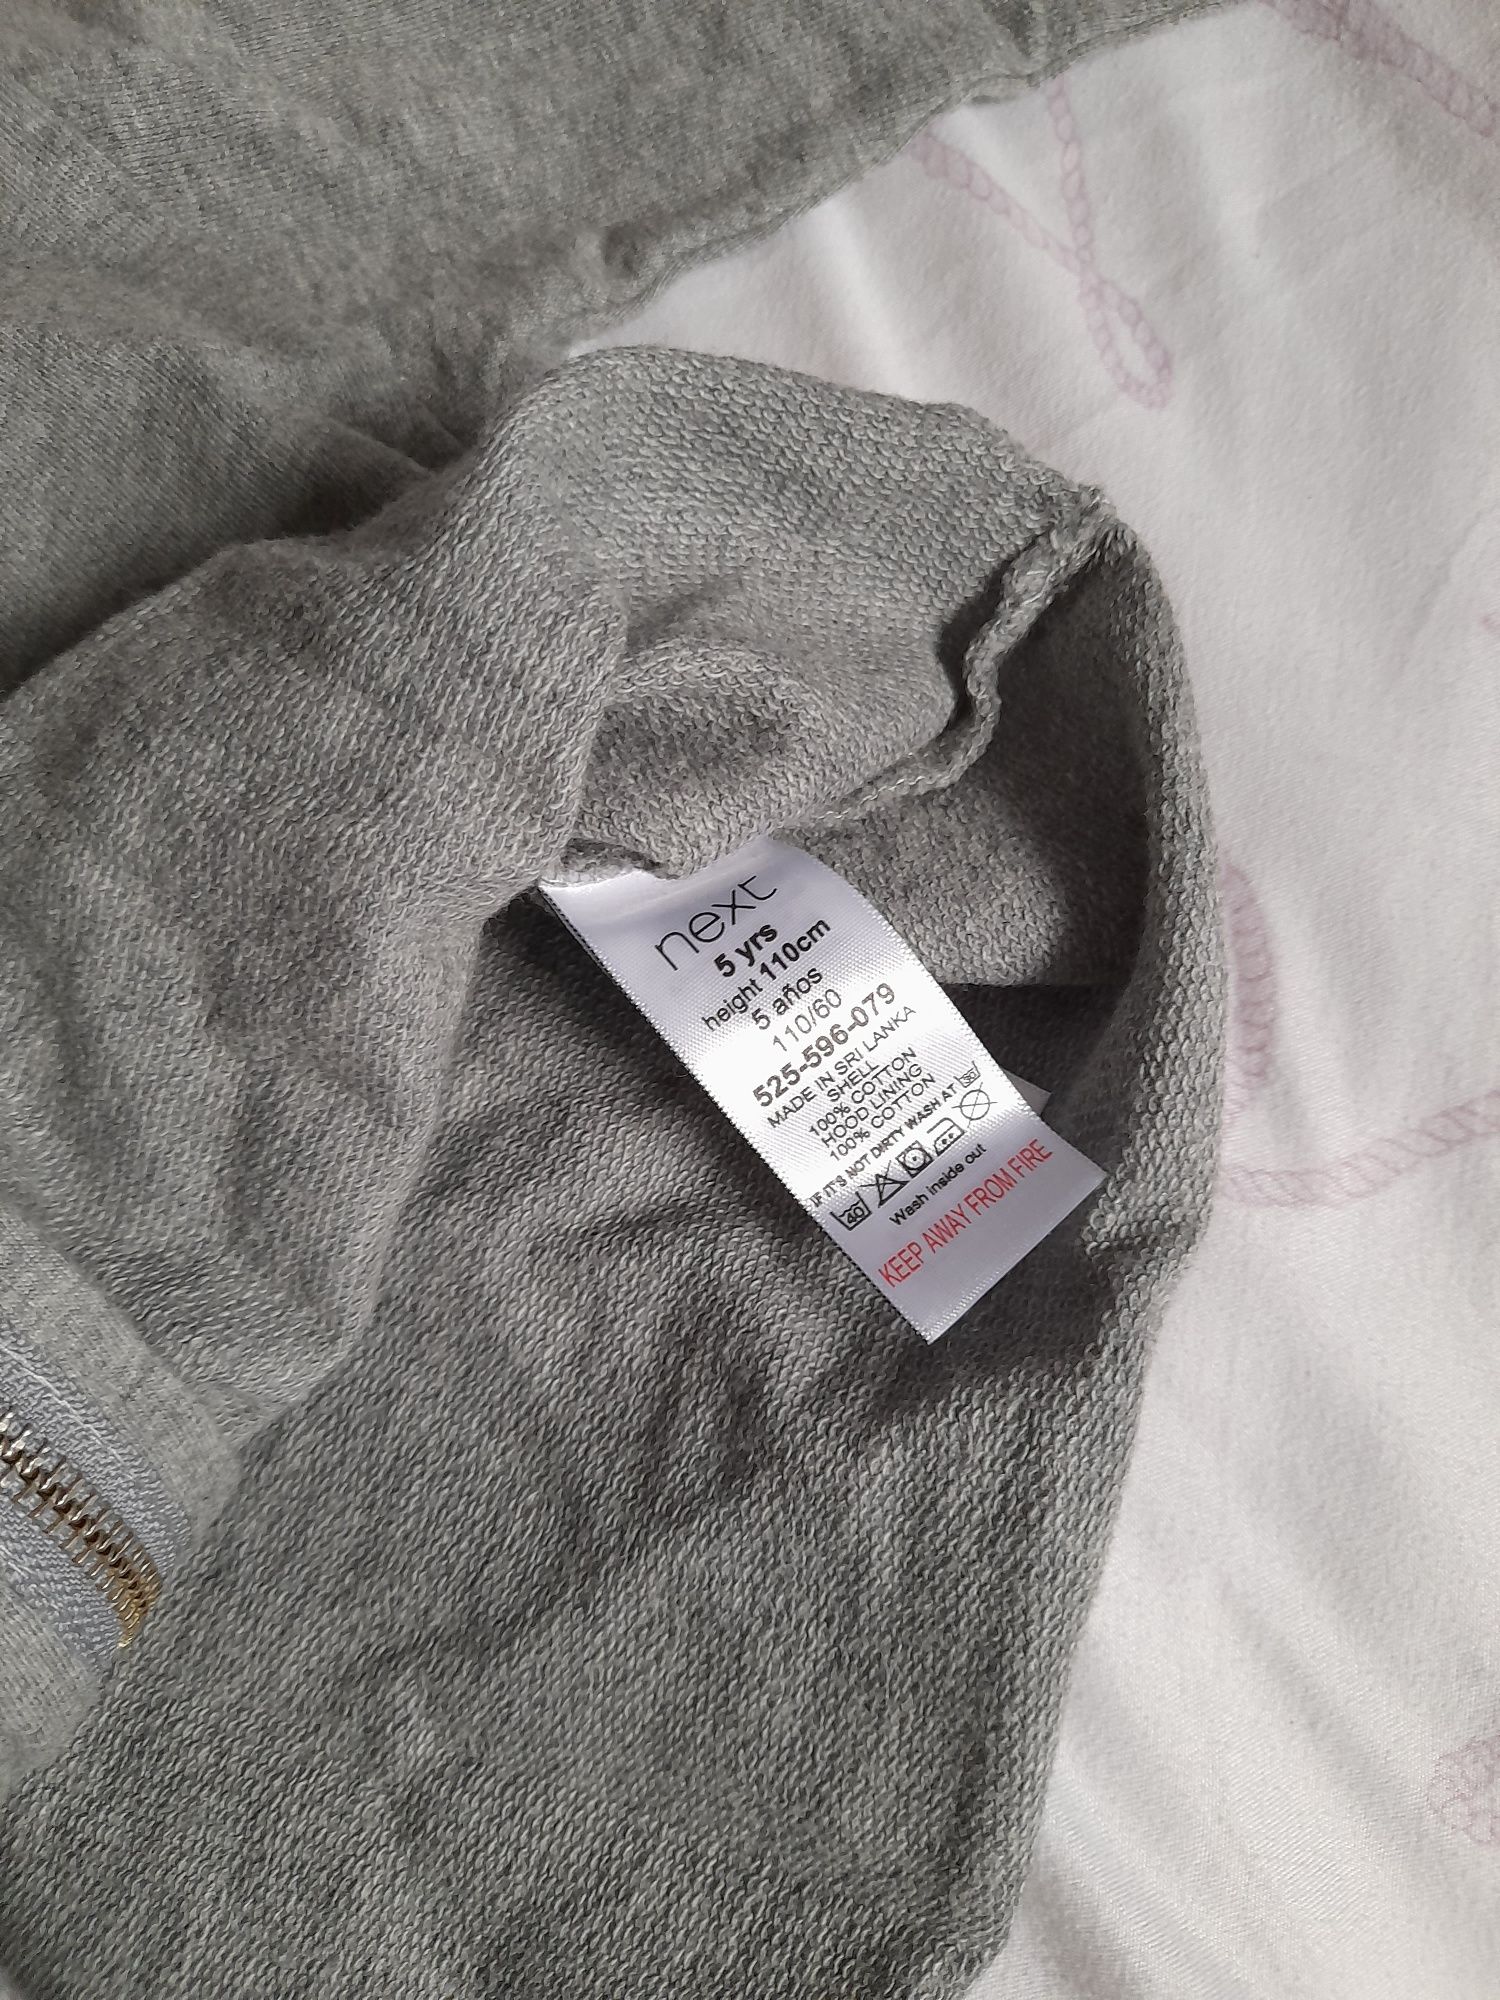 next
5 yrs
height 110cm
5 años
110/60
525-596-079
MADE IN SRI LANKA
SHELL
100% COTTON
HOOD LINING
100% COTTON
IF IT'S NOT DIRTY WASH AT 30
40
Wash inside out
KEEP AWAY FROM FIRE